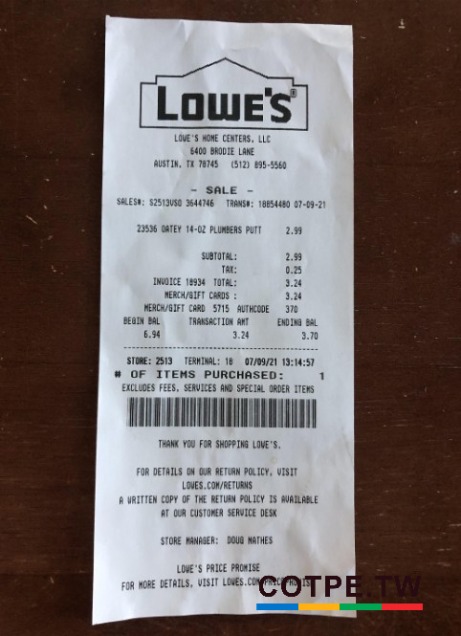 LOWE'S®
LOWE'S HOME CENTERS, LLC
6400 BRODIE LANE
AUSTIN, TX 78745 (512) 895-5560
- SALE -
SALES#: S2513VSO 3644746 TRANS#: 18854480 07-09-21
23536 OATEY 14-OZ PLUMBERS PUTT 2.99
SUBTOTAL: 2.99
TAX: 0.25
INVOICE 18934 TOTAL: 3.24
MERCH/GIFT CARDS : 3.24
MERCH/GIFT CARD 5715 AUTHCODE 370
BEGIN BAL TRANSACTION AMT ENDING BAL
6.94 3.24 3.70
STORE: 2513 TERMINAL: 18 07/09/21 13:14:57
# OF ITEMS PURCHASED: 1
EXCLUDES FEES, SERVICES AND SPECIAL ORDER ITEMS
THANK YOU FOR SHOPPING LOWE'S.
FOR DETAILS ON OUR RETURN POLICY, VISIT
LOWES.COM/RETURNS
A WRITTEN COPY OF THE RETURN POLICY IS AVAILABLE
AT OUR CUSTOMER SERVICE DESK
STORE MANAGER: DOUG MATHES
LOWE'S PRICE PROMISE
FOR MORE DETAILS, VISIT
COTPE.TW